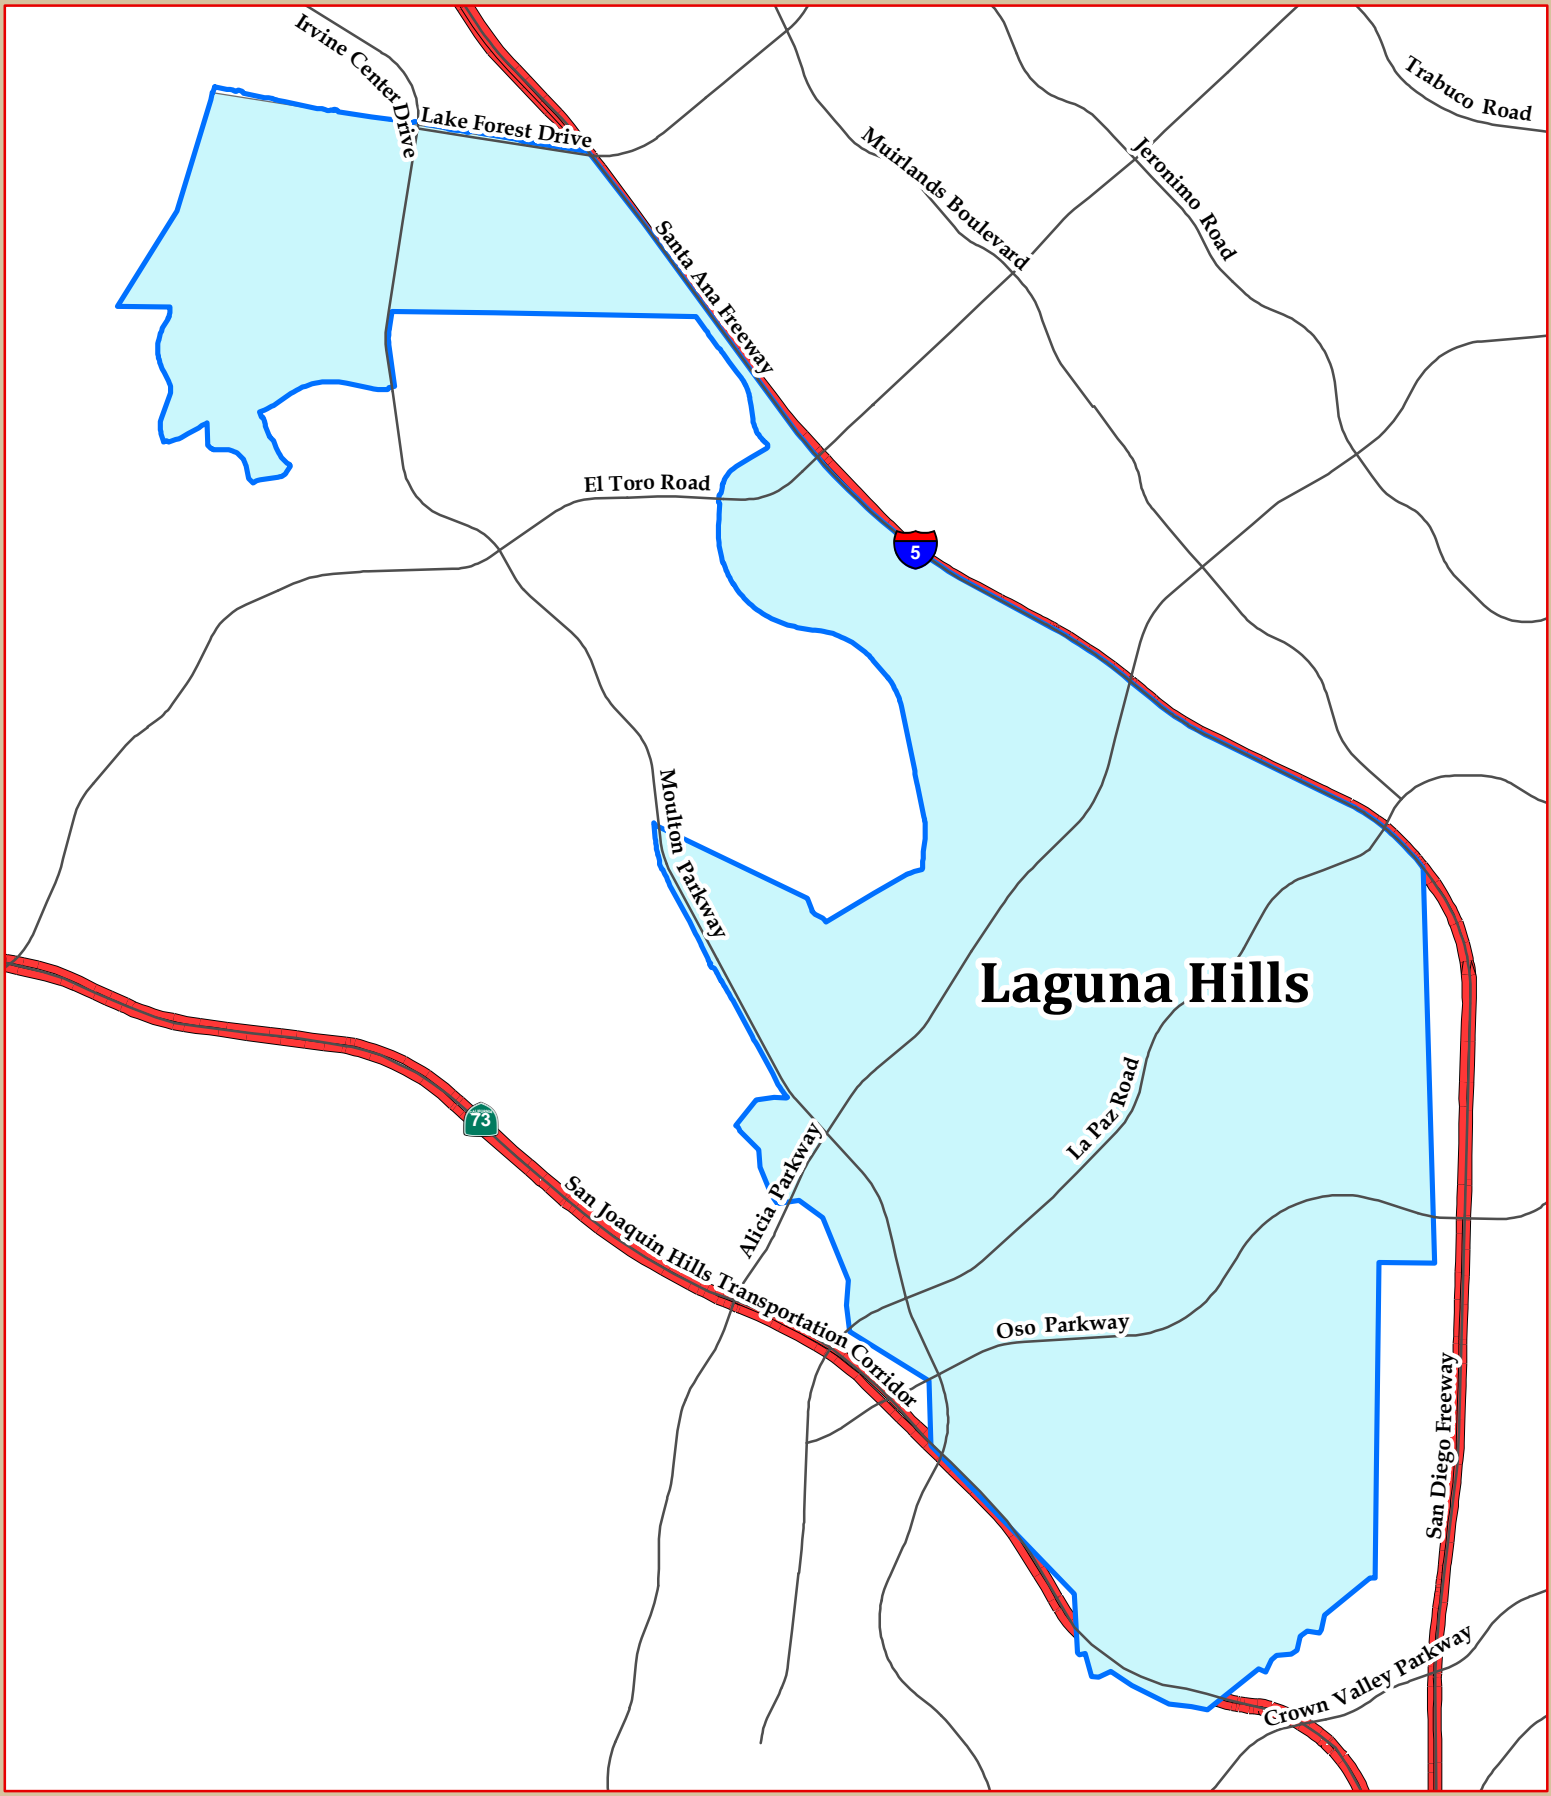 Irvine Center Drive
Lake Forest Drive
Trabuco Road
Muirlands Boulevard
Jeronimo Road
Santa Ana Freeway
El Toro Road
5
Moulton Parkway
Laguna Hills
La Paz Road
73
Alicia Parkway
San Joaquin Hills Transportation Corridor
Oso Parkway
San Diego Freeway
Crown Valley Parkway